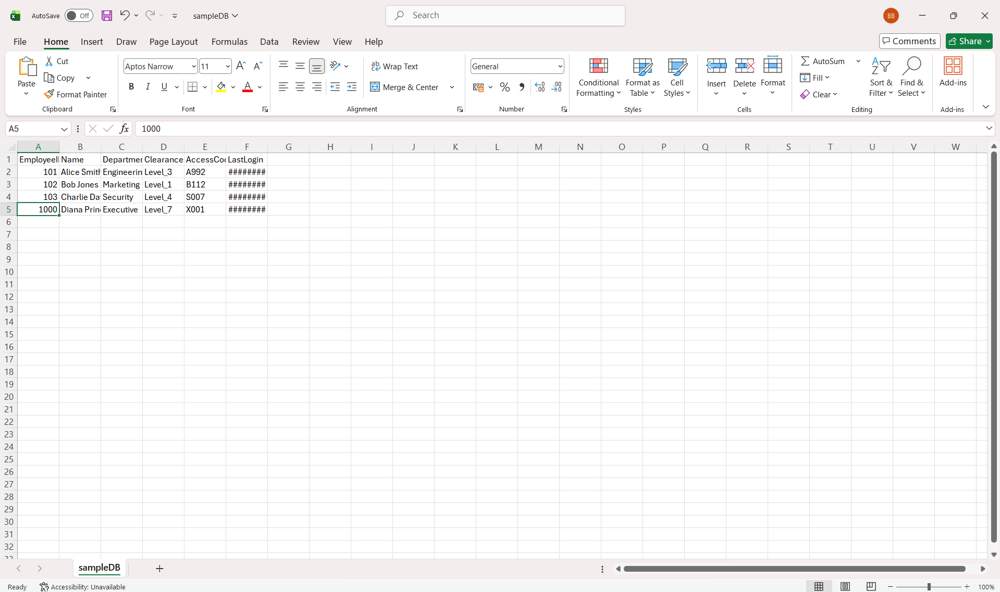 AutoSave Off sampleDB Search BB
File Home Insert Draw Page Layout Formulas Data Review View Help Comments Share
Paste Cut Copy Format Painter Clipboard
Aptos Narrow 11 A A B I U A Font
ab Wrap Text Merge & Center Alignment
General % 9 .00 .00 Number
Conditional Formatting Format as Table Cell Styles Styles
Insert Delete Format Cells
AutoSum Fill Clear Sort & Filter Find & Select Editing
Add-ins Add-ins
A5 fx 1000
A B C D E F G H I J K L M N O P Q R S T U V W
1 EmployeeI Name Departmen Clearance AccessCo LastLogin
2 101 Alice Smith Engineerin Level_3 A992 ########
3 102 Bob Jones Marketing Level_1 B112 ########
4 103 Charlie Da Security Level_4 S007 ########
5 1000 Diana Prin Executive Level_7 X001 ########
6
7
8
9
10
11
12
13
14
15
16
17
18
19
20
21
22
23
24
25
26
27
28
29
30
31
32
sampleDB
Ready Accessibility: Unavailable 100%